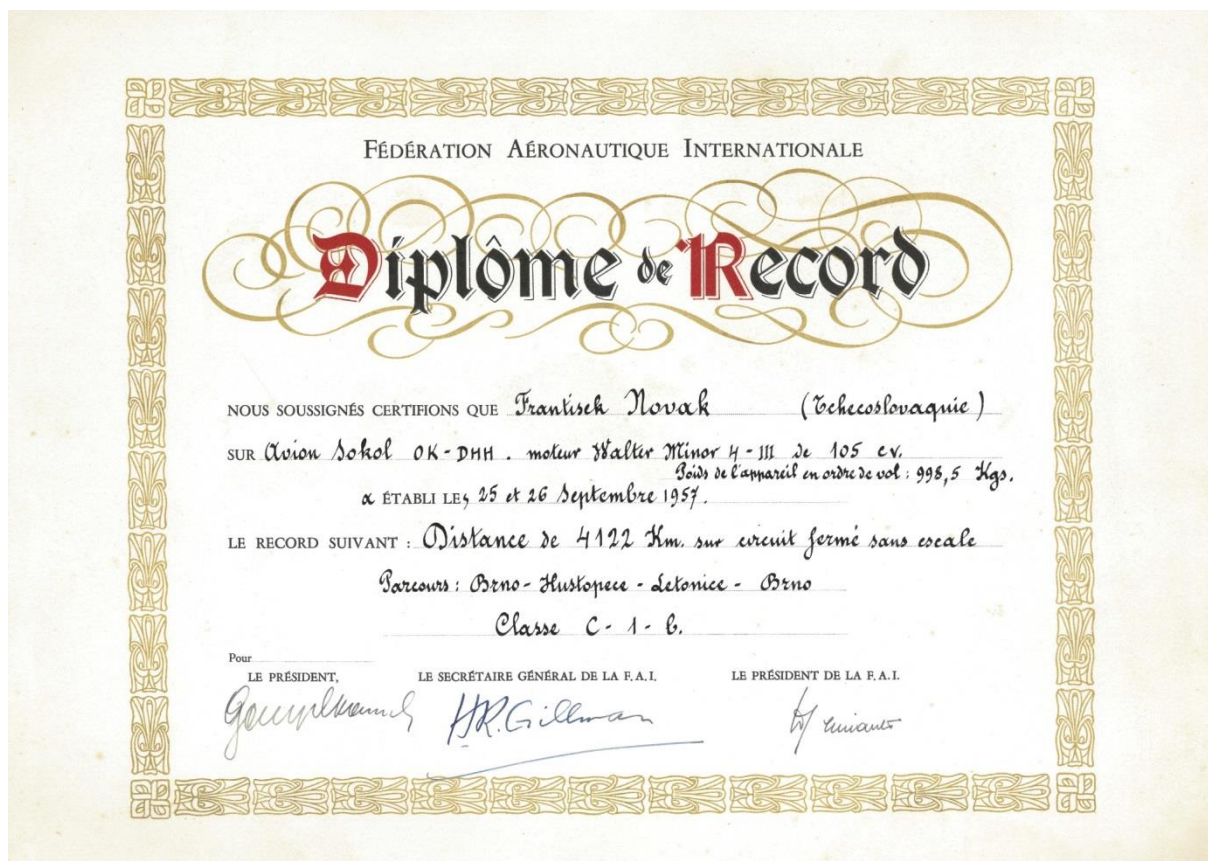 FÉDÉRATION AÉRONAUTIQUE INTERNATIONALE
Diplôme de Record
NOUS SOUSSIGNÉS CERTIFIONS QUE Frantisek Novak (Tchecoslovaquie)
SUR Avion Sokol OK-DHH. moteur Walter Minor 4-III de 105 cv.
Poids de l'appareil en ordre de vol : 998,5 Kgs.
a ÉTABLI LES 25 et 26 Septembre 1957.
LE RECORD SUIVANT : Distance de 4122 Km. sur circuit fermé sans escale
Parcours : Brno - Hustopece - Letonice - Brno
Classe C-1-b.
Pour
LE PRÉSIDENT, LE SECRÉTAIRE GÉNÉRAL DE LA F.A.I. LE PRÉSIDENT DE LA F.A.I.
H.R. Gillman